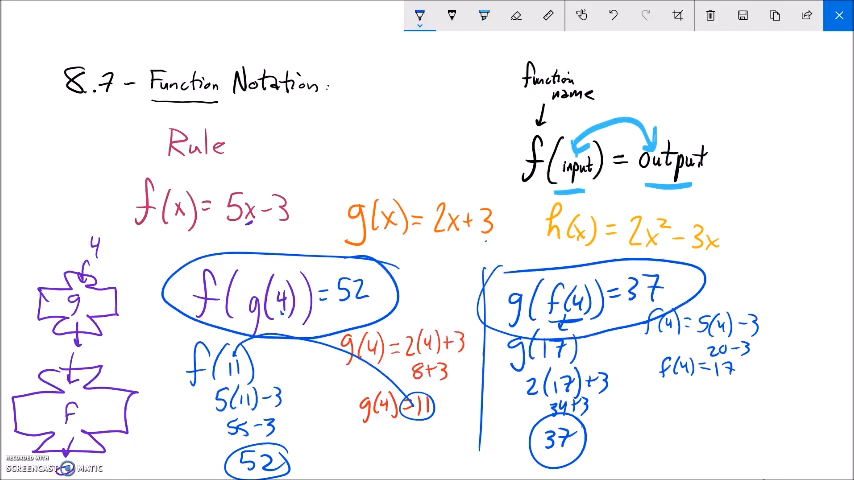 8.7 - Function Notation:
function
name
Rule
f(input) = output
f(x) = 5x - 3
g(x) = 2x + 3
h(x) = 2x² - 3x
4
g
f
f(g(4)) = 52
g(4) = 2(4) + 3
8 + 3
g(4) = 11
f(11)
5(11) - 3
55 - 3
52
g(f(4)) = 37
f(4) = 5(4) - 3
20 - 3
f(4) = 17
g(17)
2(17) + 3
34 + 3
37
RECORDED WITH
SCREENCAST MATIC